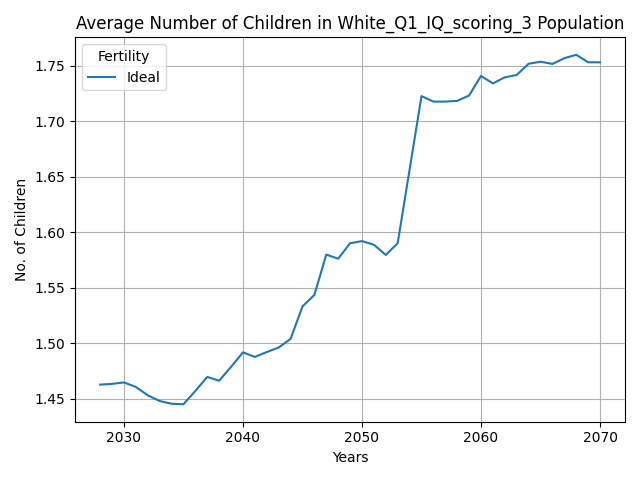 Average Number of Children in White_Q1_IQ_scoring_3 Population
Fertility
Ideal
No. of Children
1.75
1.70
1.65
1.60
1.55
1.50
1.45
2030 2040 2050 2060 2070
Years